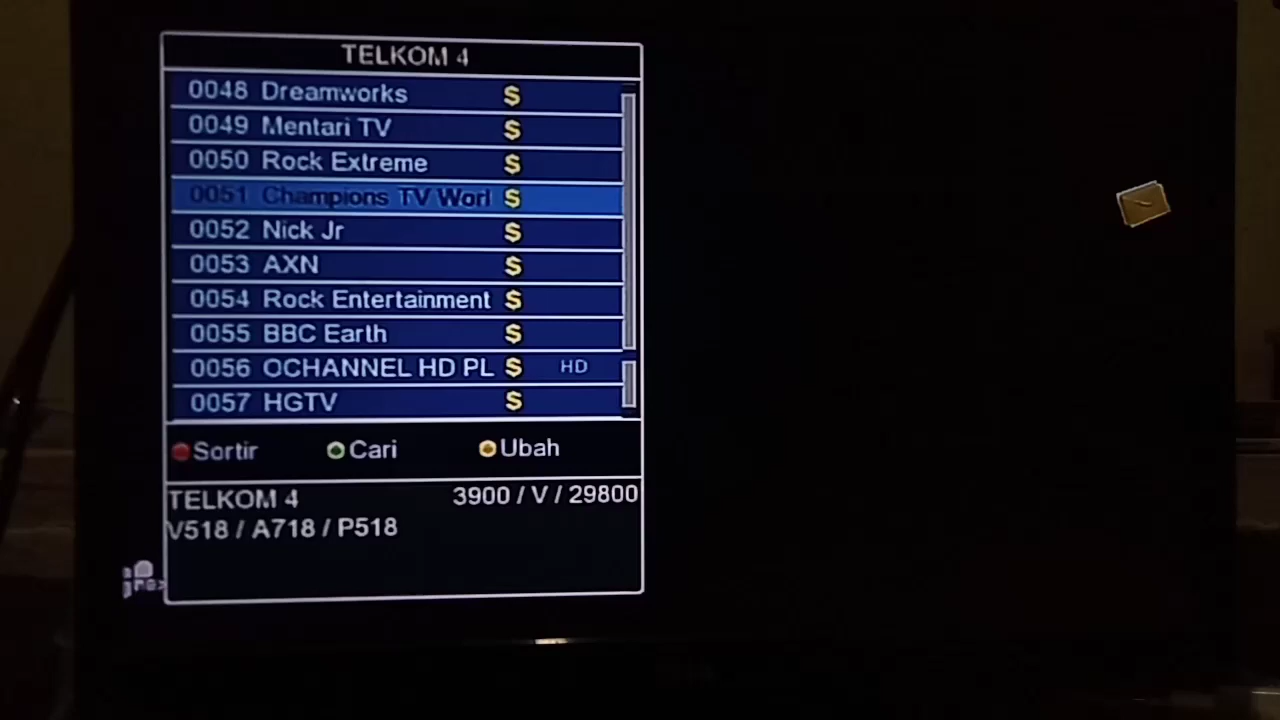 TELKOM 4
0048 Dreamworks $
0049 Mentari TV $
0050 Rock Extreme $
0051 Champions TV Worl $
0052 Nick Jr $
0053 AXN $
0054 Rock Entertainment $
0055 BBC Earth $
0056 OCHANNEL HD PL $ HD
0057 HGTV $
Sortir Cari Ubah
TELKOM 4 3900 / V / 29800
V518 / A718 / P518